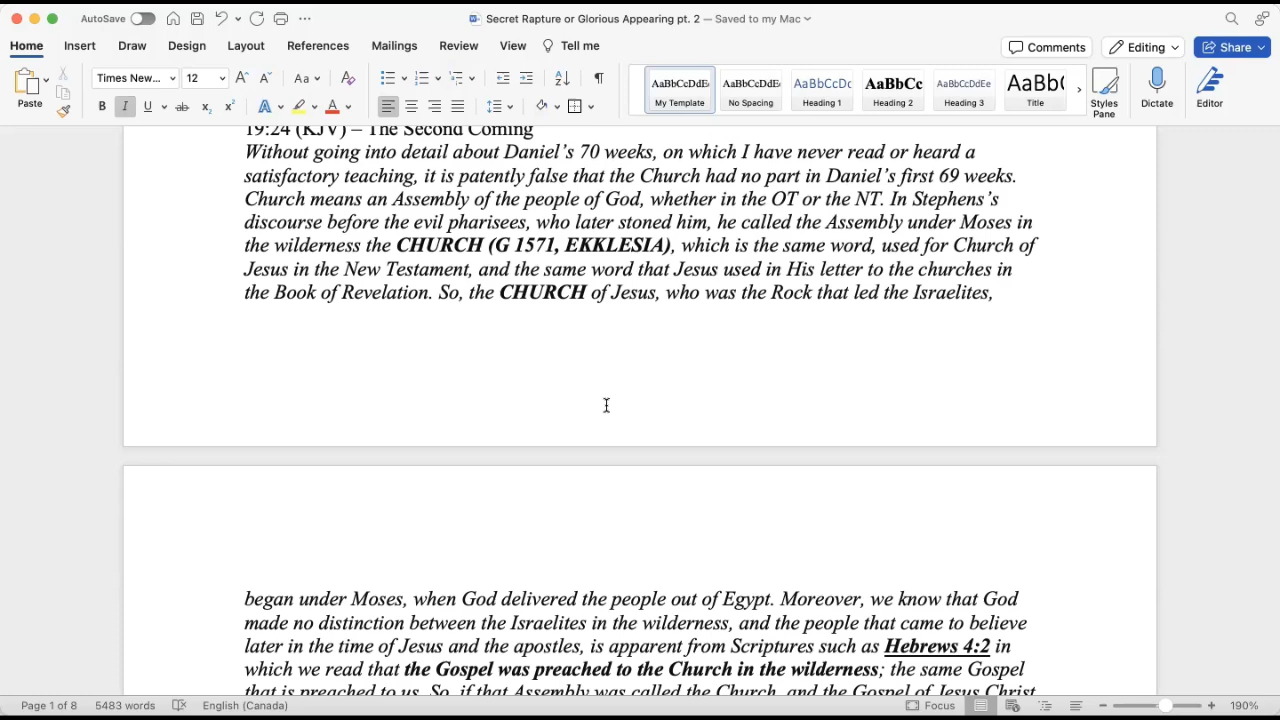 AutoSave
Secret Rapture or Glorious Appearing pt. 2 — Saved to my Mac
Home Insert Draw Design Layout References Mailings Review View Tell me Comments Editing Share
Paste
Times New... 12 Aa
B I U ab x₂ x² A A
AaBbCcDdEe My Template
AaBbCcDdEe No Spacing
AaBbCcDc Heading 1
AaBbCc Heading 2
AaBbCcDdEe Heading 3
AaBb( Title
Styles Pane
Dictate
Editor
19:24 (KJV) – The Second Coming
Without going into detail about Daniel's 70 weeks, on which I have never read or heard a
satisfactory teaching, it is patently false that the Church had no part in Daniel's first 69 weeks.
Church means an Assembly of the people of God, whether in the OT or the NT. In Stephens's
discourse before the evil pharisees, who later stoned him, he called the Assembly under Moses in
the wilderness the CHURCH (G 1571, EKKLESIA), which is the same word, used for Church of
Jesus in the New Testament, and the same word that Jesus used in His letter to the churches in
the Book of Revelation. So, the CHURCH of Jesus, who was the Rock that led the Israelites,
began under Moses, when God delivered the people out of Egypt. Moreover, we know that God
made no distinction between the Israelites in the wilderness, and the people that came to believe
later in the time of Jesus and the apostles, is apparent from Scriptures such as Hebrews 4:2 in
which we read that the Gospel was preached to the Church in the wilderness; the same Gospel
that is preached to us. So, if that Assembly was called the Church, and the Gospel of Jesus Christ
Page 1 of 8 5483 words English (Canada) Focus 190%